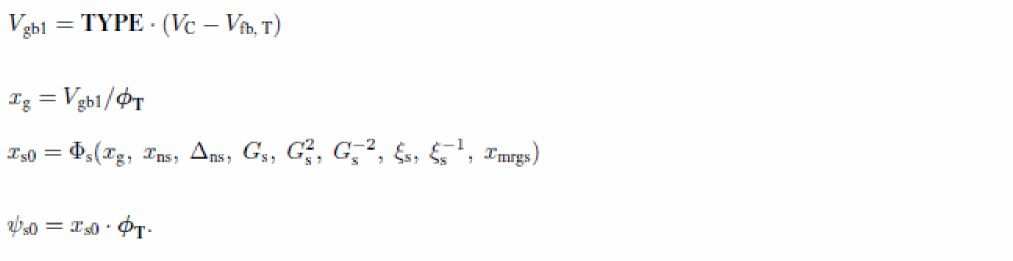 V_gb1 = TYPE · (V_C − V_fb, T)
x_g = V_gb1/ϕ_T
x_s0 = Φ_s(x_g, x_ns, Δ_ns, G_s, G_s^2, G_s^−2, ξ_s, ξ_s^−1, x_mrgs)
ψ_s0 = x_s0 · ϕ_T.